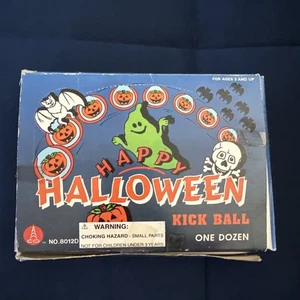 FOR AGES 3 AND UP
HAPPY
HALLOWEEN
KICK BALL
ONE DOZEN
NO.8012D
WARNING:
CHOKING HAZARD - SMALL PARTS
NOT FOR CHILDREN UNDER 3 YEARS